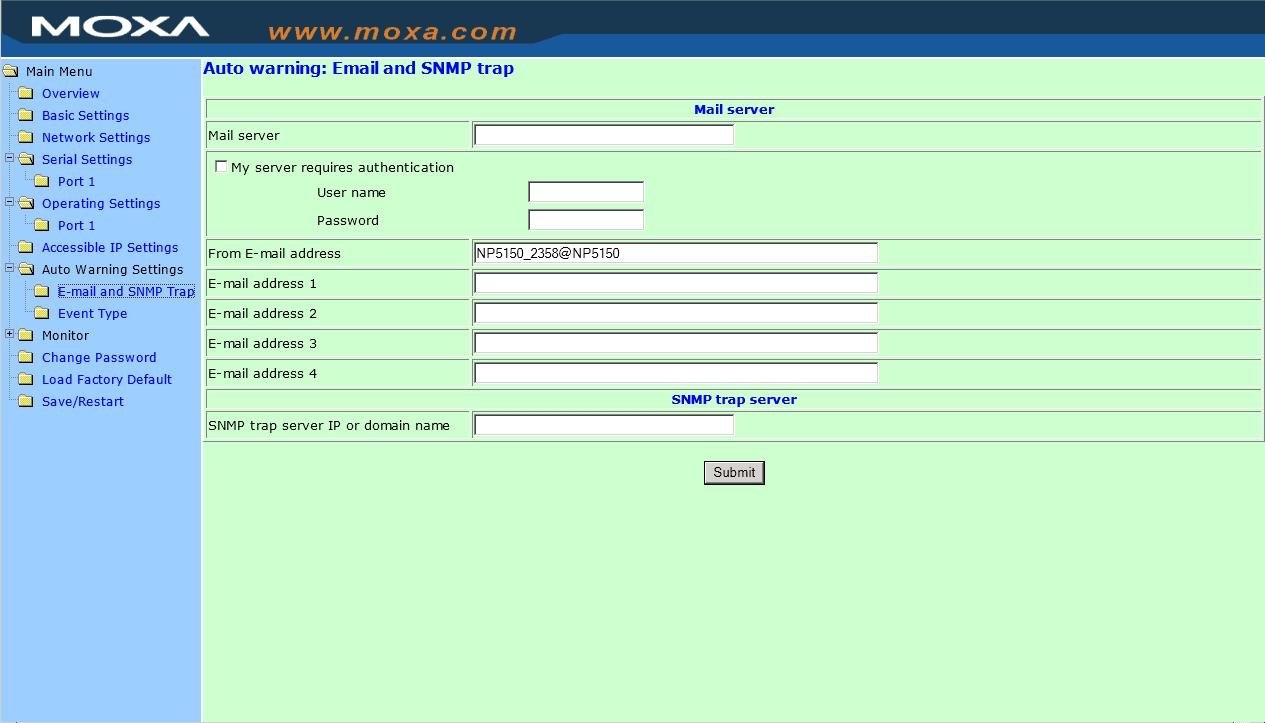 MOXA www.moxa.com
Main Menu
Overview
Basic Settings
Network Settings
Serial Settings
Port 1
Operating Settings
Port 1
Accessible IP Settings
Auto Warning Settings
E-mail and SNMP Trap
Event Type
Monitor
Change Password
Load Factory Default
Save/Restart
Auto warning: Email and SNMP trap
Mail server
Mail server
My server requires authentication
User name
Password
From E-mail address NP5150_2358@NP5150
E-mail address 1
E-mail address 2
E-mail address 3
E-mail address 4
SNMP trap server
SNMP trap server IP or domain name
Submit